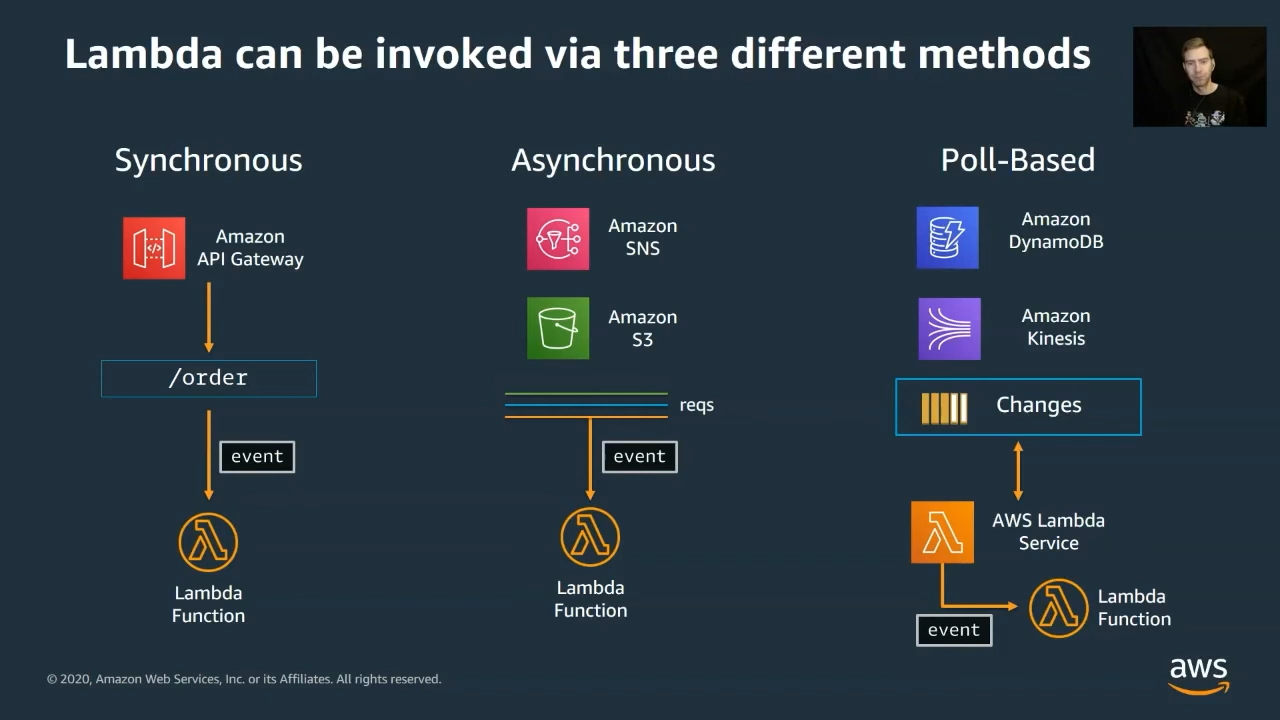 Lambda can be invoked via three different methods
Synchronous
Amazon
API Gateway
/order
event
Lambda
Function
Asynchronous
Amazon
SNS
Amazon
S3
reqs
event
Lambda
Function
Poll-Based
Amazon
DynamoDB
Amazon
Kinesis
Changes
AWS Lambda
Service
event
Lambda
Function
© 2020, Amazon Web Services, Inc. or its Affiliates. All rights reserved.
aws